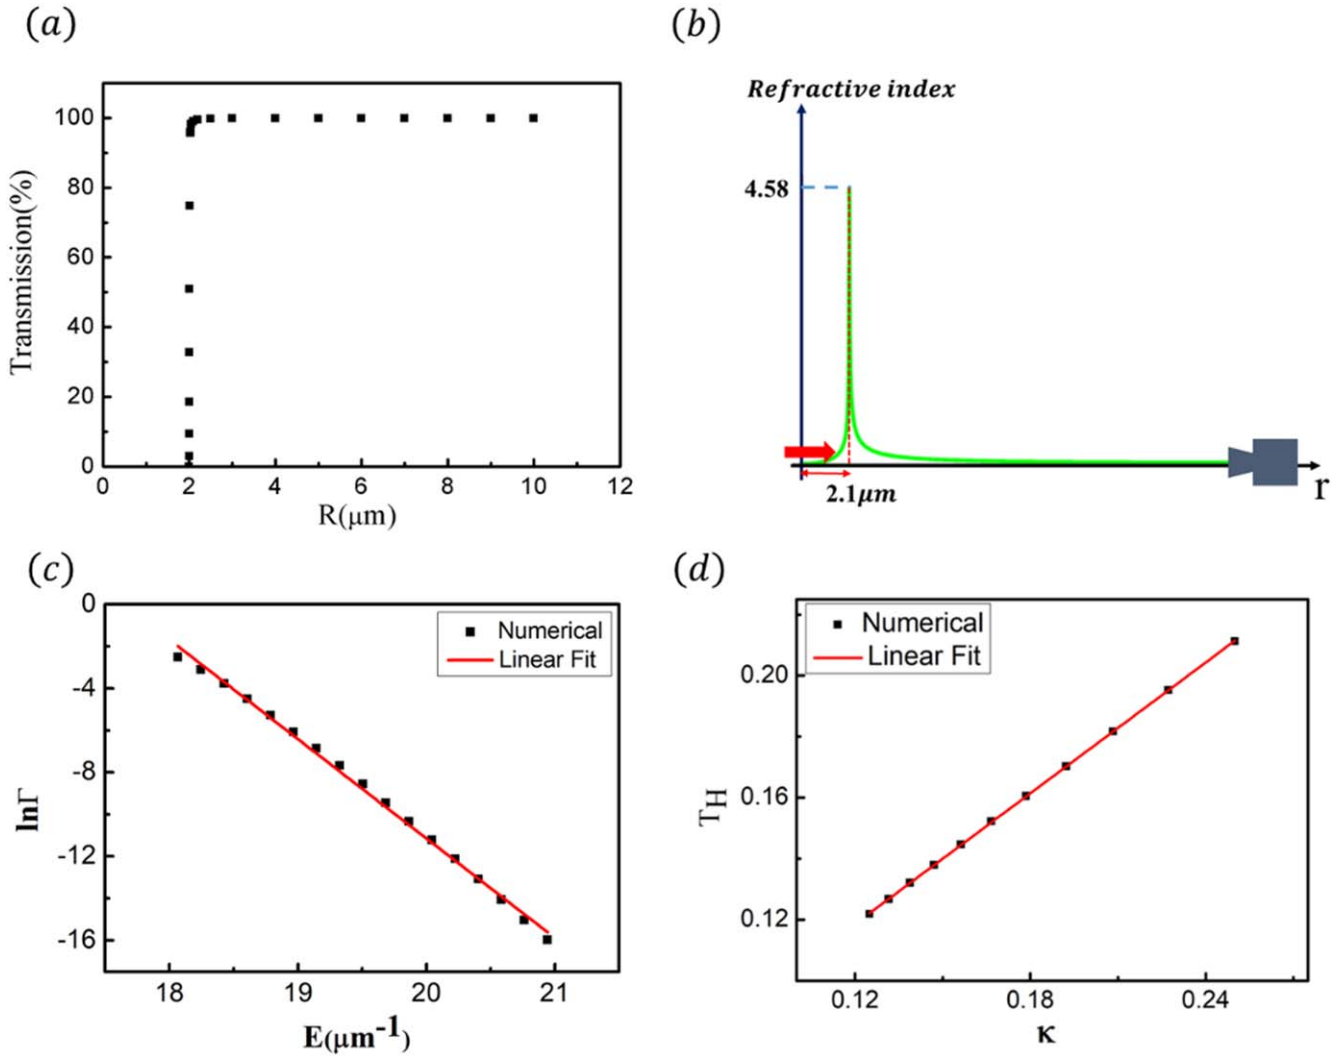 (a)
Transmission(%)
100
80
60
40
20
0
0 2 4 6 8 10 12
R(μm)
(b)
Refractive index
4.58
2.1μm
r
(c)
lnΓ
0
-4
-8
-12
-16
Numerical
Linear Fit
18 19 20 21
E(μm⁻¹)
(d)
T_H
0.20
0.16
0.12
Numerical
Linear Fit
0.12 0.18 0.24
κ